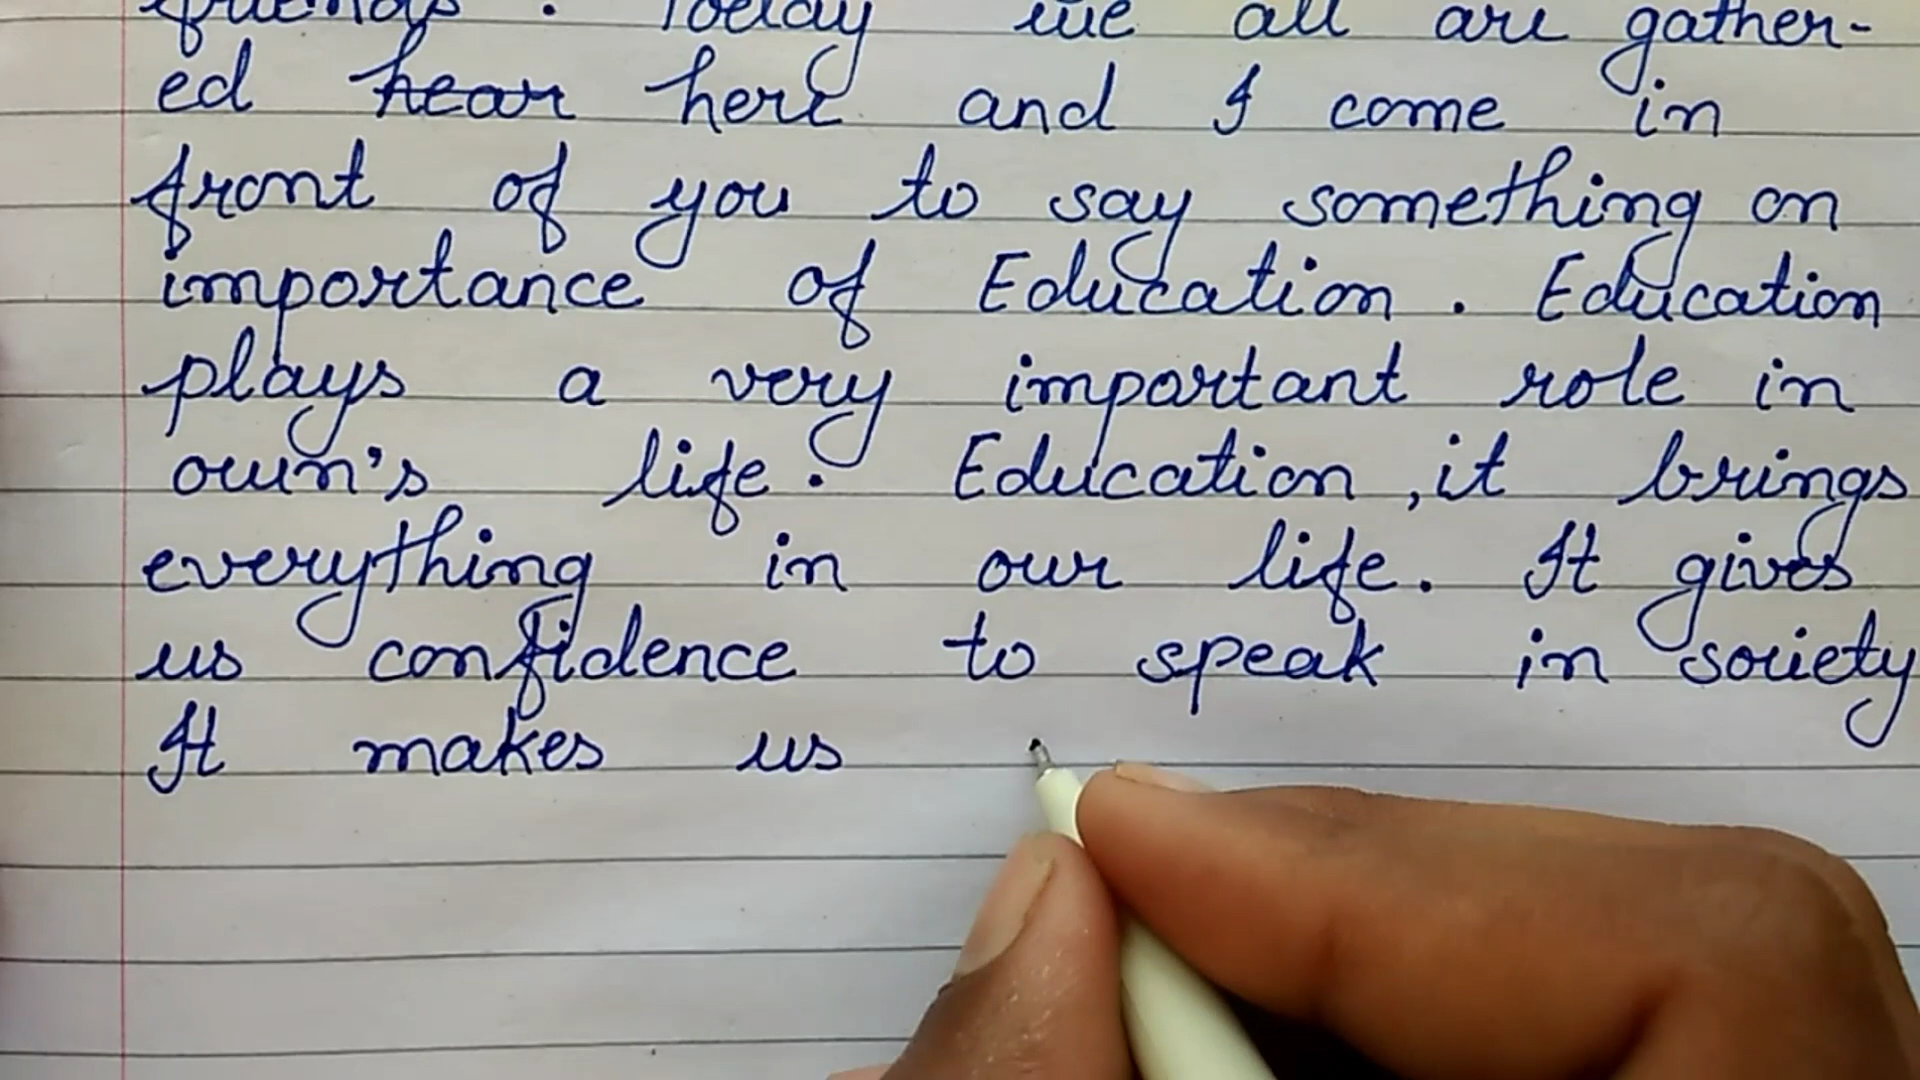 friends. Today we all are gather-
ed hear here and I come in
front of you to say something on
importance of Education. Education
plays a very important role in
own's life. Education, it brings
everything in our life. It gives
us confidence to speak in society
It makes us